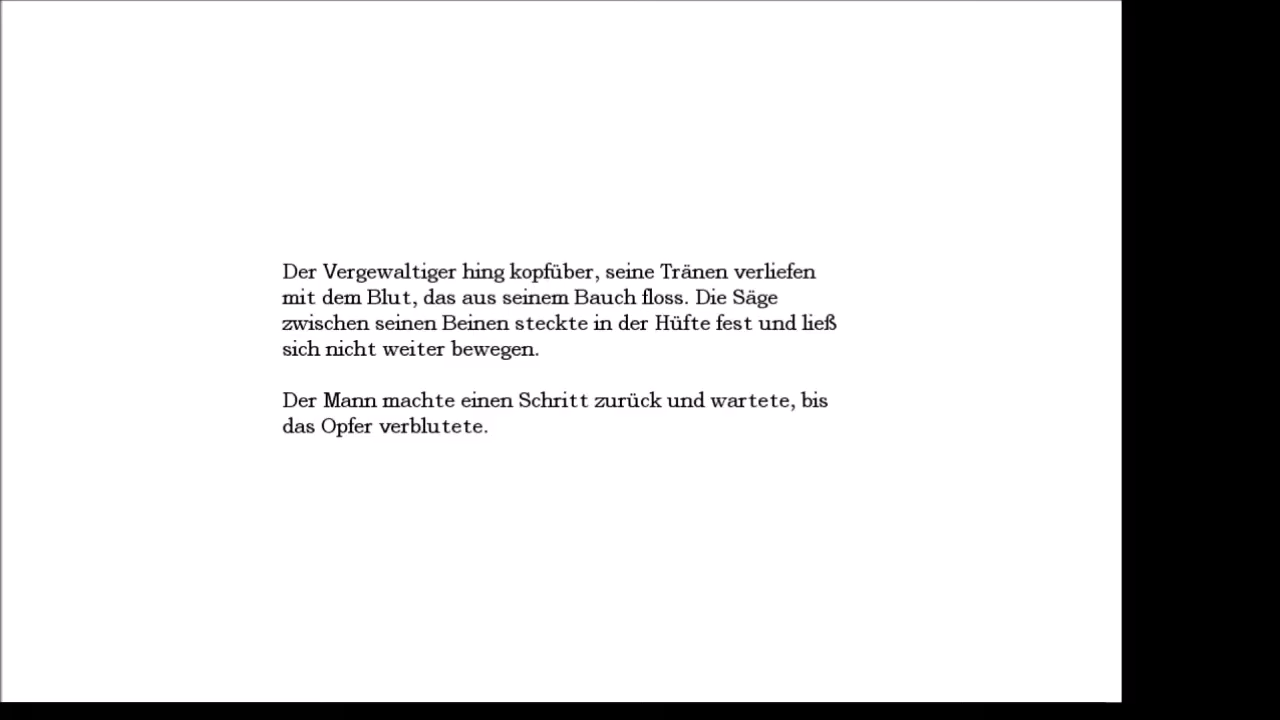 Der Vergewaltiger hing kopfüber, seine Tränen verliefen
mit dem Blut, das aus seinem Bauch floss. Die Säge
zwischen seinen Beinen steckte in der Hüfte fest und ließ
sich nicht weiter bewegen.
Der Mann machte einen Schritt zurück und wartete, bis
das Opfer verblutete.